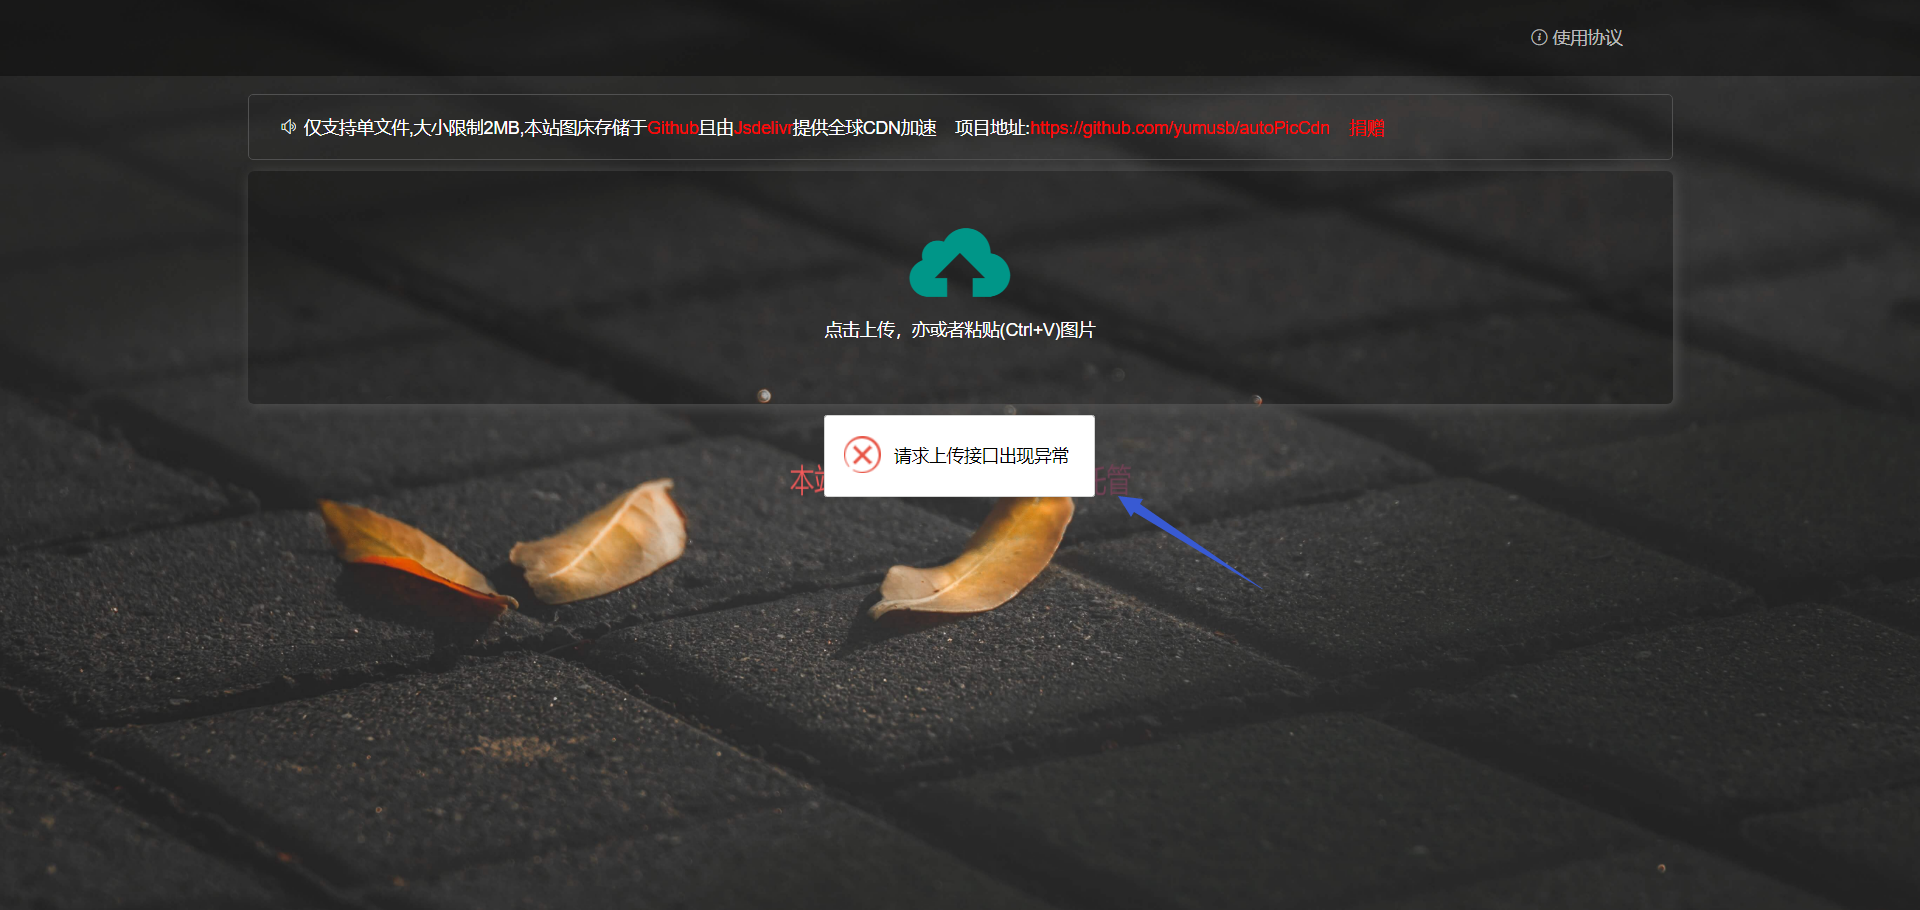 使用协议
仅支持单文件,大小限制2MB,本站图床存储于Github且由Jsdelivr提供全球CDN加速 项目地址:https://github.com/yumusb/autoPicCdn 捐赠
点击上传，亦或者粘贴(Ctrl+V)图片
请求上传接口出现异常
本站
管